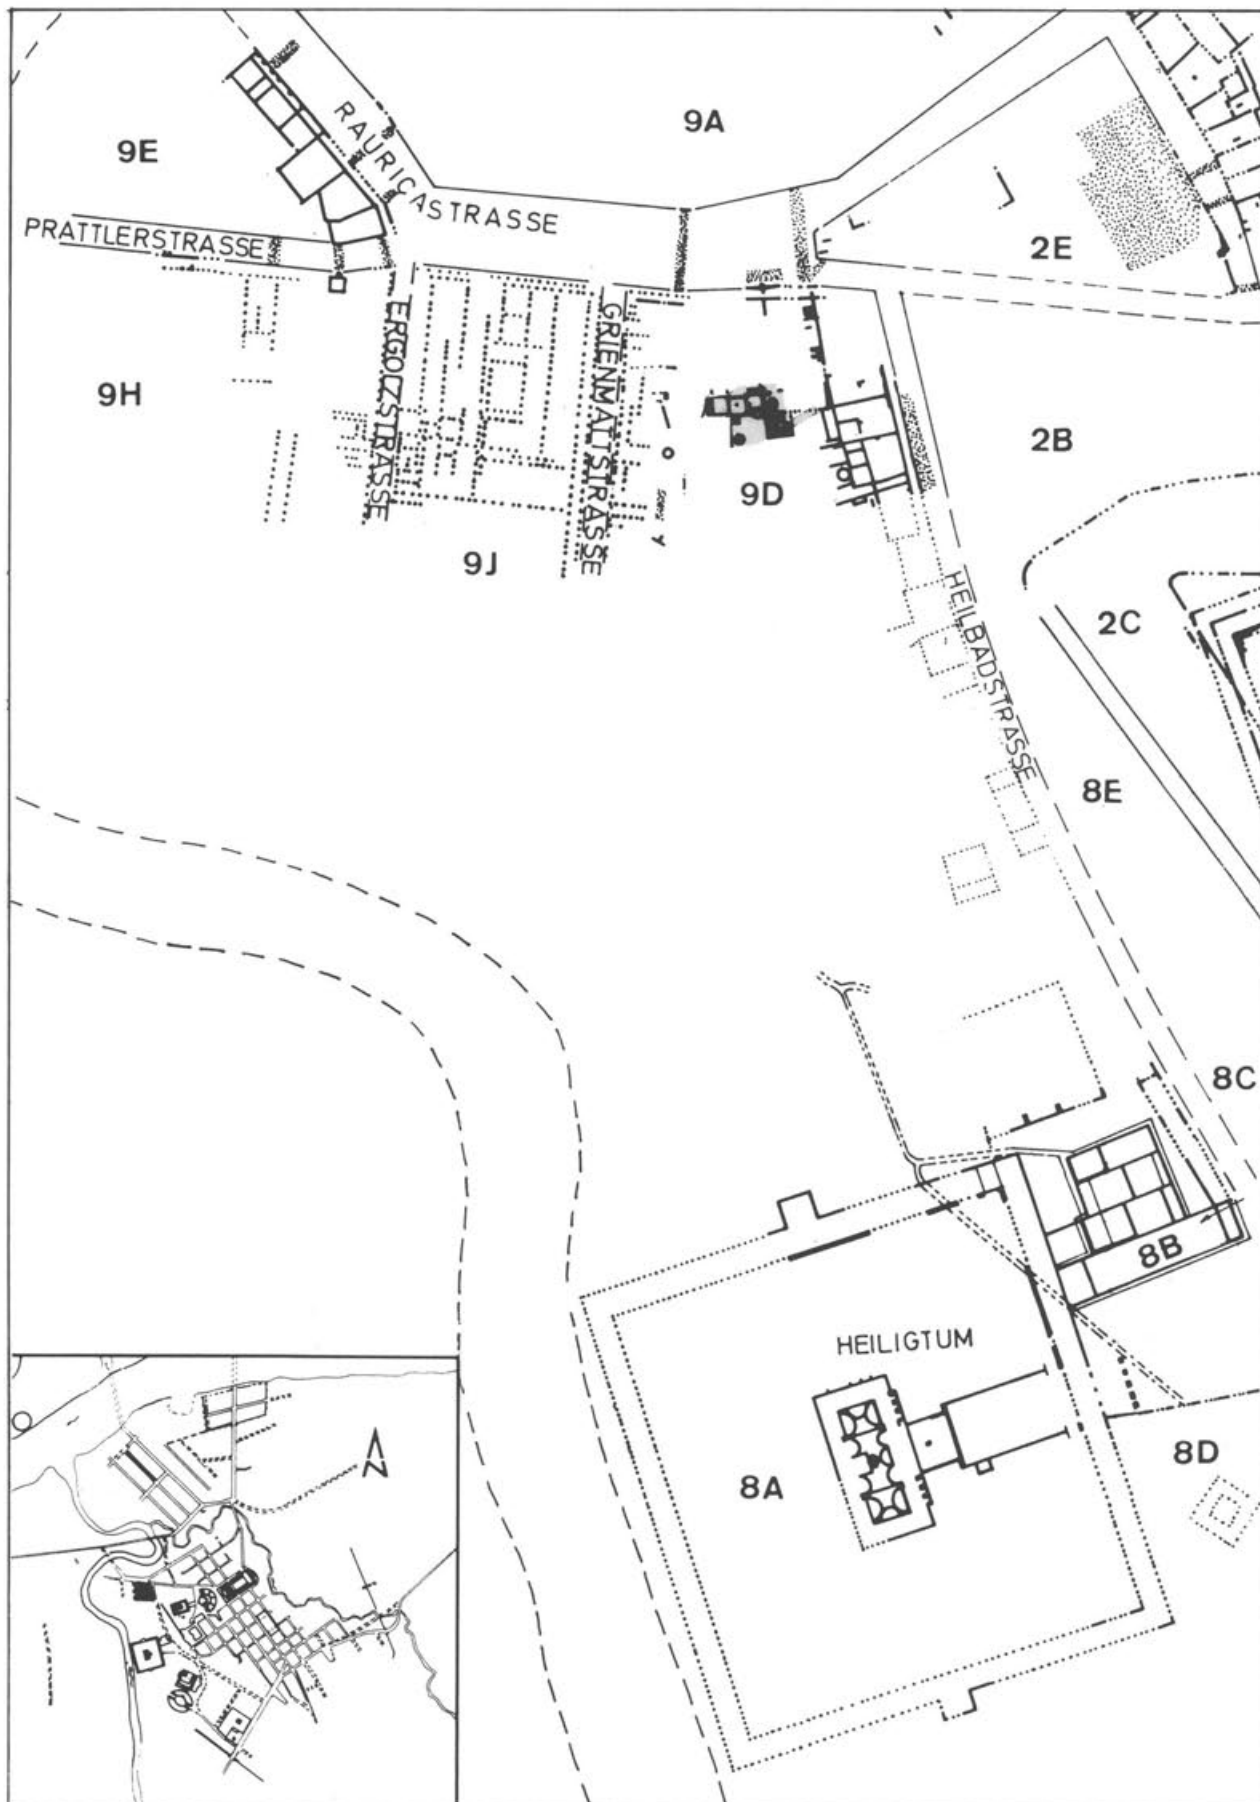 9A
9E
RAURICASTRASSE
PRATTLERSTRASSE
2E
9H
ERGOLZSTRASSE
GRIENMATTSTRASSE
2B
9D
9J
HEILBADSTRASSE
2C
8E
8C
8B
HEILIGTUM
8A
8D
N